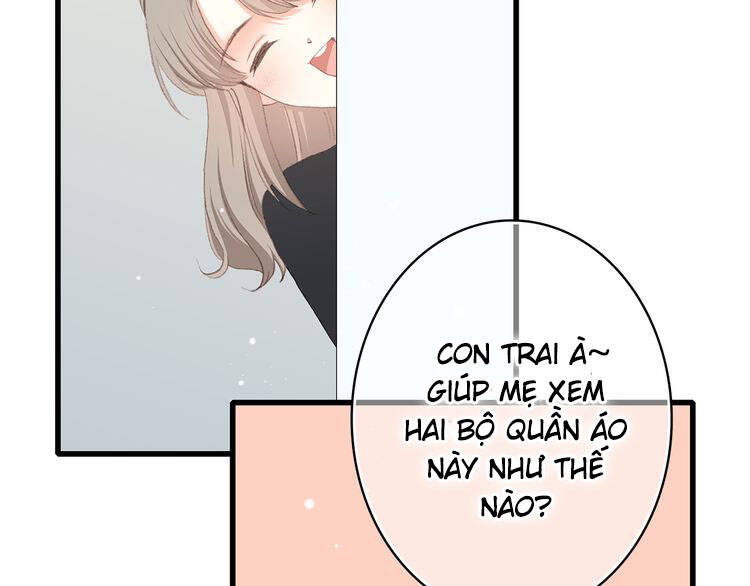 CON TRAI À~
GIÚP MẸ XEM
HAI BỘ QUẦN ÁO
NÀY NHƯ THẾ
NÀO?